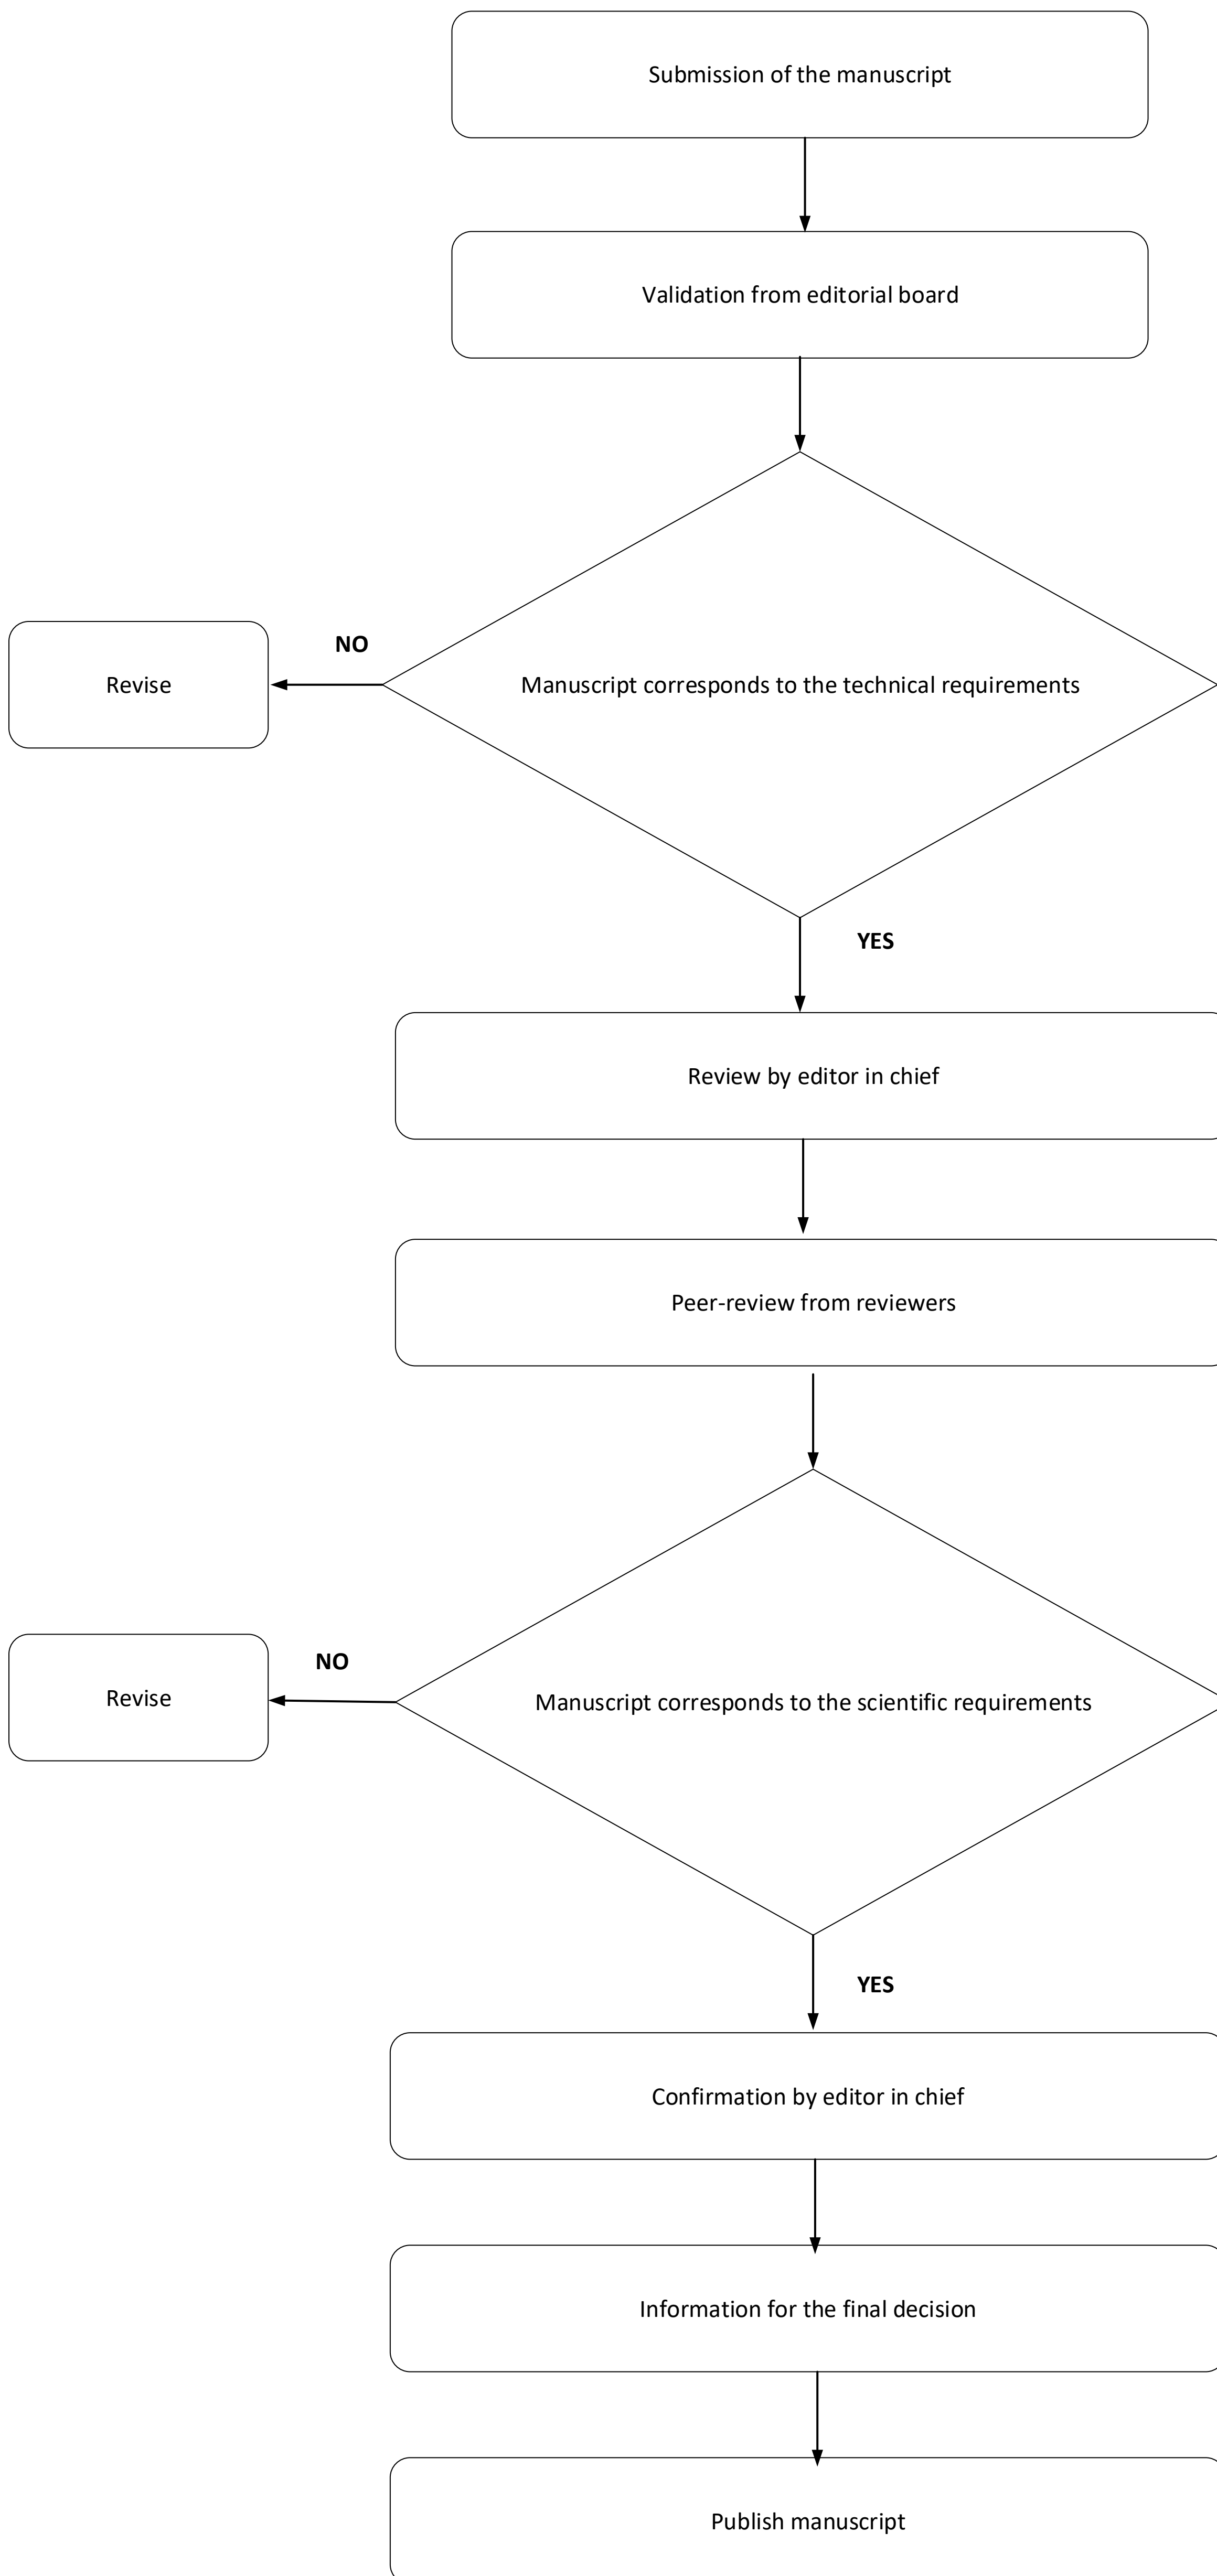 Submission of the manuscript
Validation from editorial board
NO
Revise
Manuscript corresponds to the technical requirements
YES
Review by editor in chief
Peer-review from reviewers
NO
Revise
Manuscript corresponds to the scientific requirements
YES
Confirmation by editor in chief
Information for the final decision
Publish manuscript